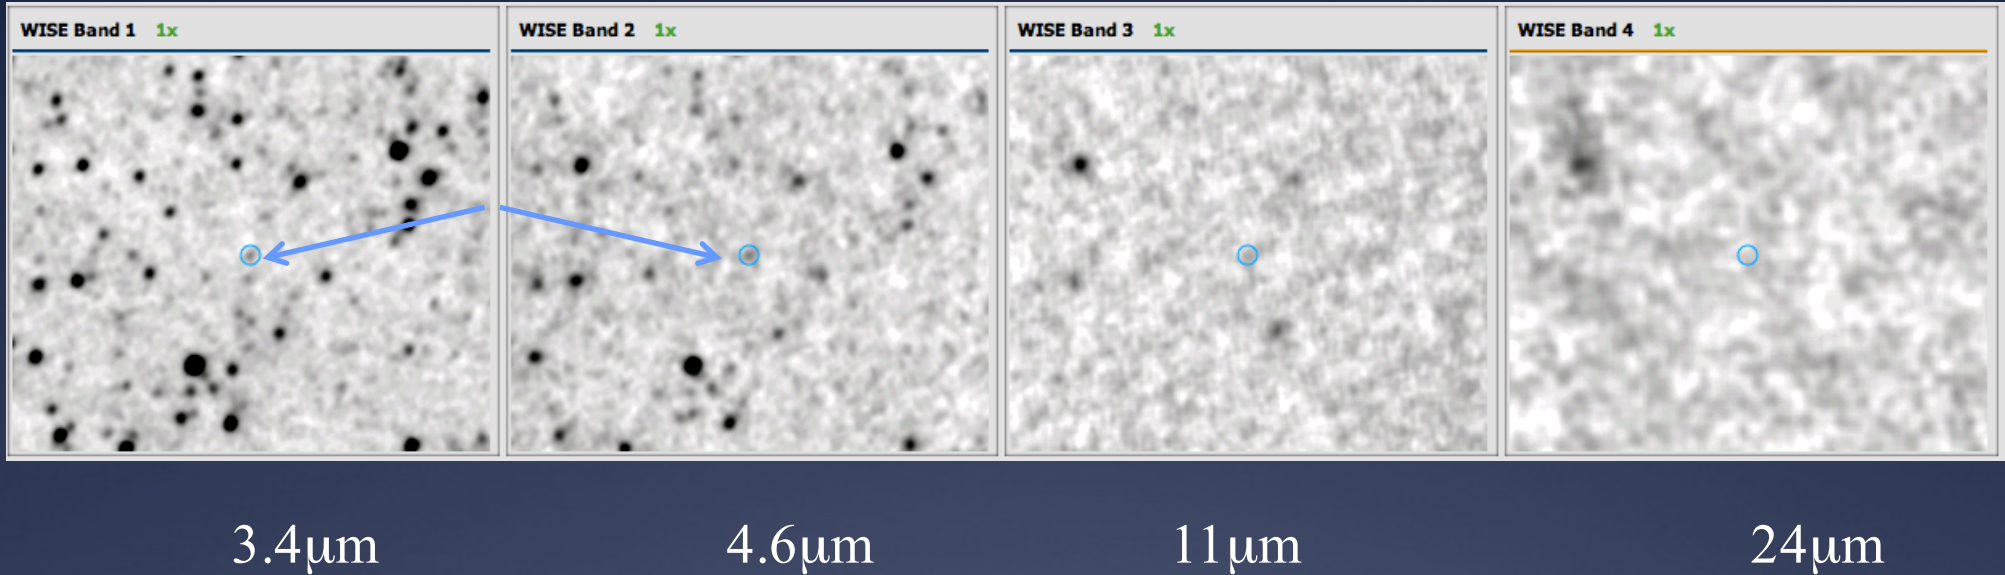 WISE Band 1 1x
WISE Band 2 1x
WISE Band 3 1x
WISE Band 4 1x
3.4μm
4.6μm
11μm
24μm